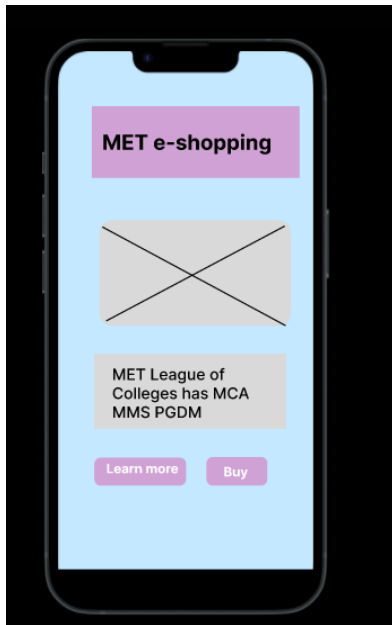 MET e-shopping
MET League of
Colleges has MCA
MMS PGDM
Learn more
Buy